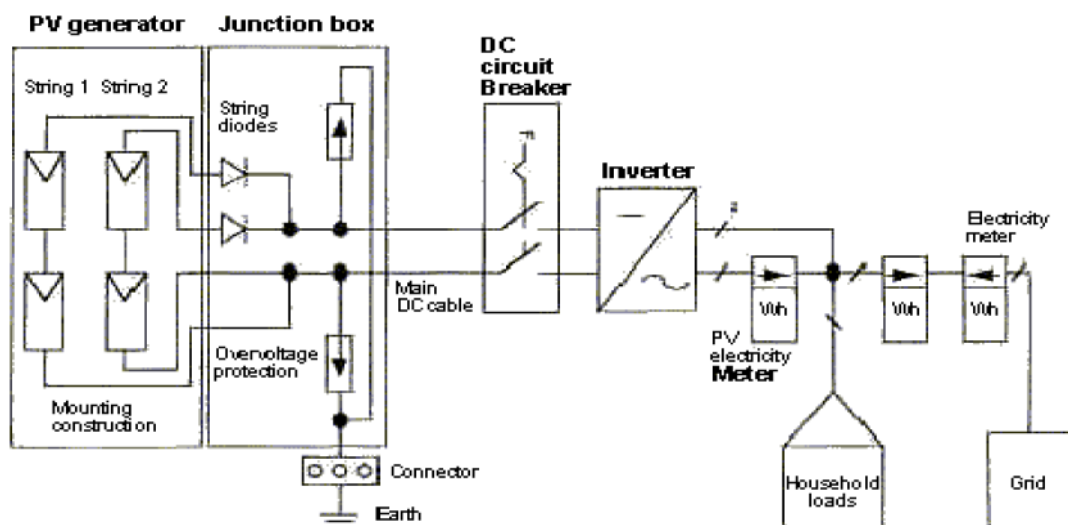 PV generator
Junction box
DC
circuit
Breaker
String 1 String 2
String
diodes
Inverter
Electricity
meter
Main
DC cable
Wh
Wh
Wh
PV
electricity
Meter
Overvoltage
protection
Mounting
construction
Connector
Household
loads
Grid
Earth